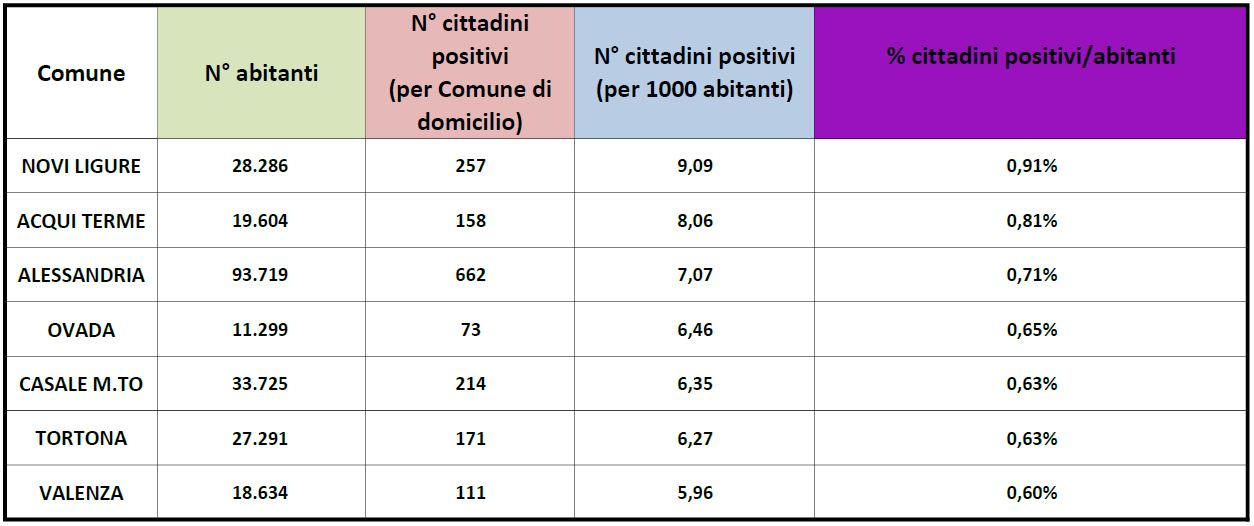 Comune N° abitanti N° cittadini positivi (per Comune di domicilio) N° cittadini positivi (per 1000 abitanti) % cittadini positivi/abitanti
NOVI LIGURE 28.286 257 9,09 0,91%
ACQUI TERME 19.604 158 8,06 0,81%
ALESSANDRIA 93.719 662 7,07 0,71%
OVADA 11.299 73 6,46 0,65%
CASALE M.TO 33.725 214 6,35 0,63%
TORTONA 27.291 171 6,27 0,63%
VALENZA 18.634 111 5,96 0,60%